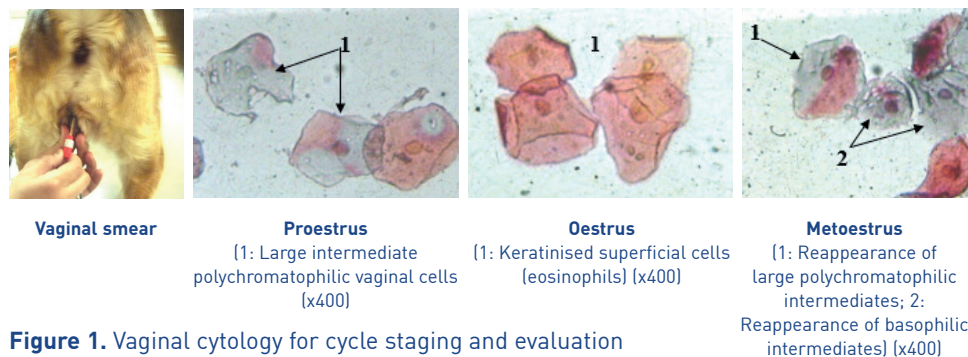 1
1
1
2
Vaginal smear
Proestrus
(1: Large intermediate
polychromatophilic vaginal cells
(x400)
Oestrus
(1: Keratinised superficial cells
(eosinophils) (x400)
Metoestrus
(1: Reappearance of
large polychromatophilic
intermediates; 2:
Reappearance of basophilic
intermediates) (x400)
Figure 1. Vaginal cytology for cycle staging and evaluation